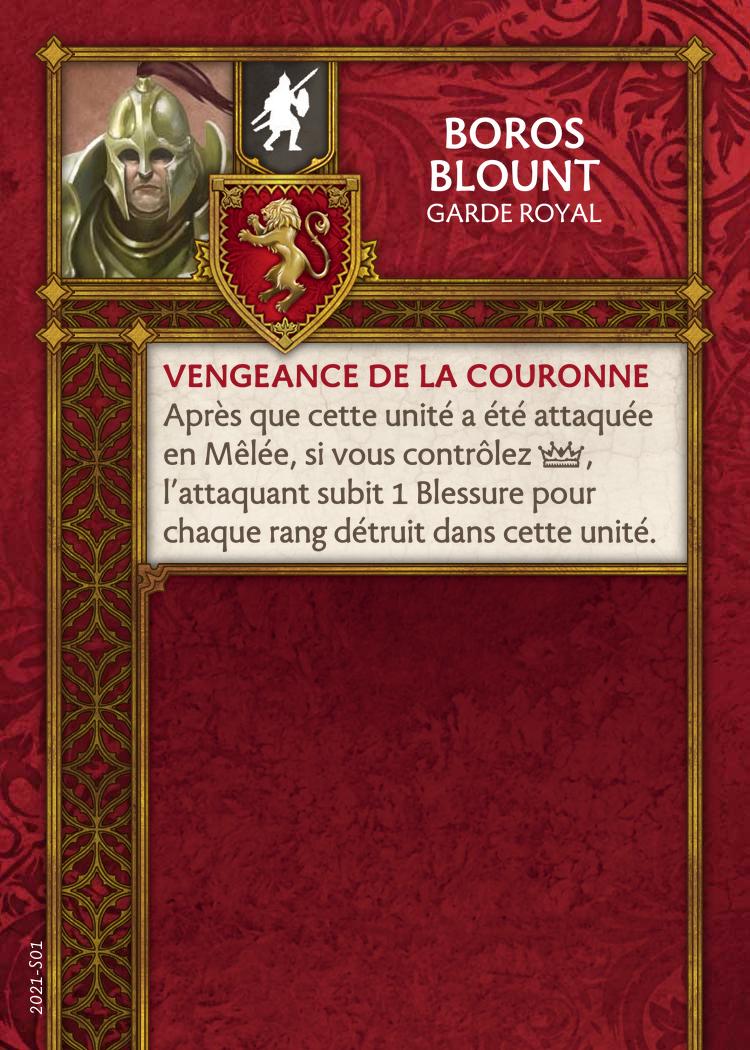 BOROS
BLOUNT
GARDE ROYAL
VENGEANCE DE LA COURONNE
Après que cette unité a été attaquée
en Mêlée, si vous contrôlez ,
l'attaquant subit 1 Blessure pour
chaque rang détruit dans cette unité.
2021-S01